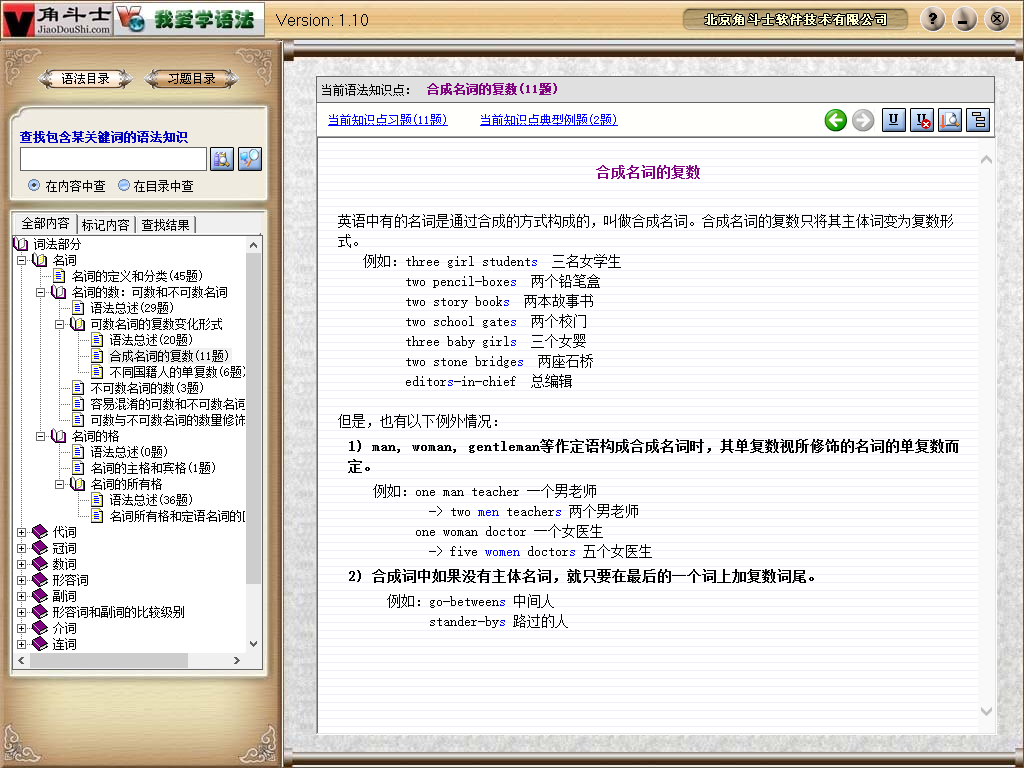 角斗士
JiaoDouShi.com
我爱学语法
Version: 1.10
北京角斗士软件技术有限公司
?
语法目录
习题目录
查找包含某关键词的语法知识
在内容中查
在目录中查
全部内容
标记内容
查找结果
词法部分
名词
名词的定义和分类(45题)
名词的数：可数和不可数名词
语法总述(29题)
可数名词的复数变化形式
语法总述(20题)
合成名词的复数(11题)
不同国籍人的单复数(6题)
不可数名词的数(3题)
容易混淆的可数和不可数名词
可数与不可数名词的数量修饰
名词的格
语法总述(0题)
名词的主格和宾格(1题)
名词的所有格
语法总述(36题)
名词所有格和定语名词的
代词
冠词
数词
形容词
副词
形容词和副词的比较级别
介词
连词
当前语法知识点： 合成名词的复数(11题)
当前知识点习题(11题)
当前知识点典型例题(2题)
U
U
合成名词的复数
英语中有的名词是通过合成的方式构成的，叫做合成名词。合成名词的复数只将其主体词变为复数形
式。
例如：three girl students 三名女学生
two pencil-boxes 两个铅笔盒
two story books 两本故事书
two school gates 两个校门
three baby girls 三个女婴
two stone bridges 两座石桥
editors-in-chief 总编辑
但是，也有以下例外情况：
1) man, woman, gentleman等作定语构成合成名词时，其单复数视所修饰的名词的单复数而
定。
例如：one man teacher 一个男老师
—> two men teachers 两个男老师
one woman doctor 一个女医生
—> five women doctors 五个女医生
2) 合成词中如果没有主体名词，就只要在最后的一个词上加复数词尾。
例如：go-betweens 中间人
stander-bys 路过的人